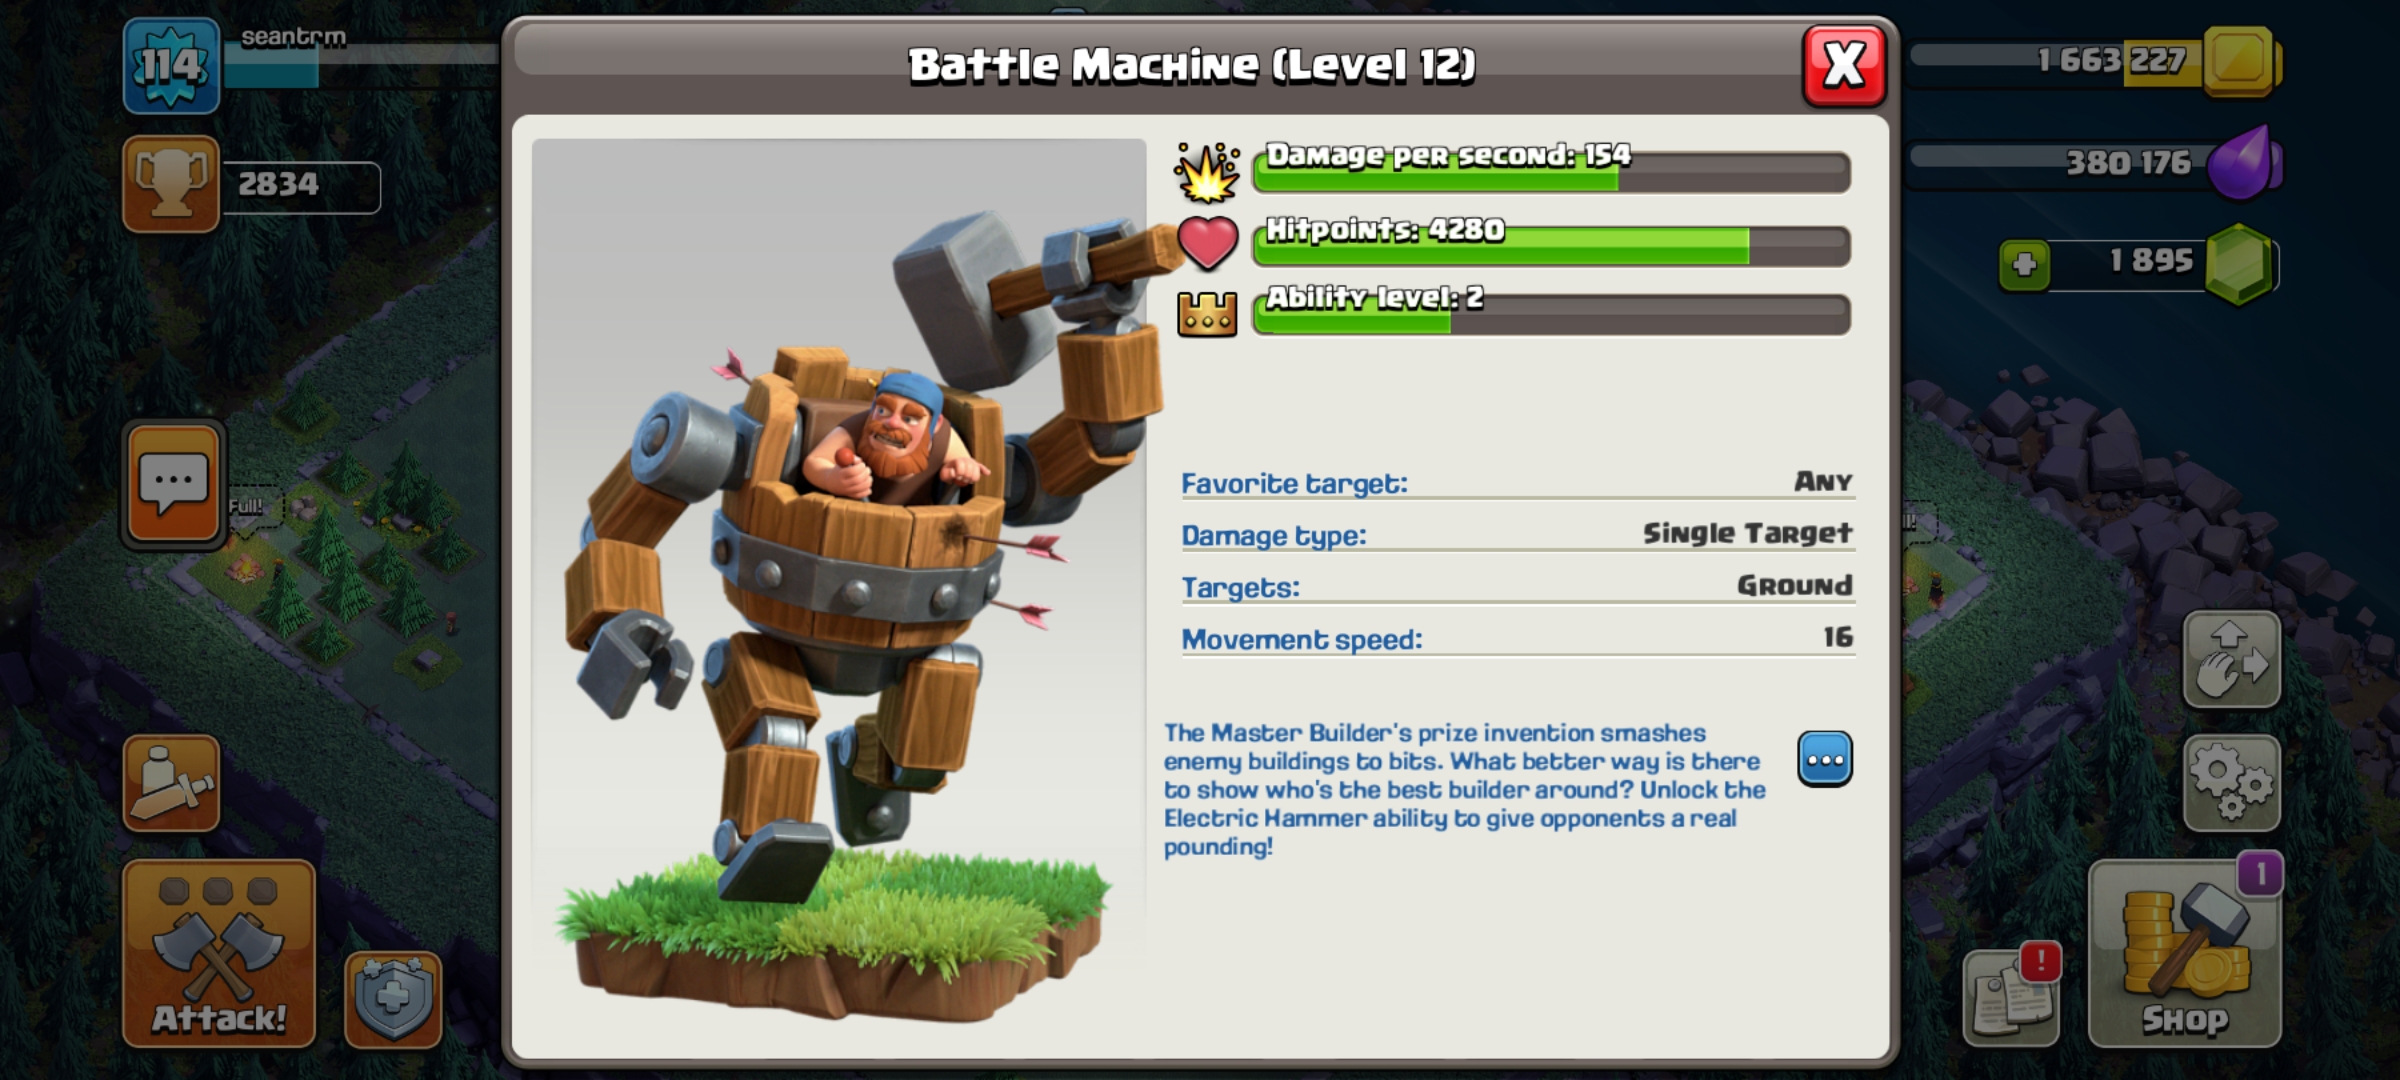 114
seantrm
Battle Machine (Level 12)
X
1 663 227
2834
380 176
1 895
Damage per second: 154
Hitpoints: 4280
Ability level: 2
Full!
Favorite target: Any
Damage type: Single Target
Targets: Ground
Movement speed: 16
The Master Builder's prize invention smashes
enemy buildings to bits. What better way is there
to show who's the best builder around? Unlock the
Electric Hammer ability to give opponents a real
pounding!
Attack!
1
!
Shop